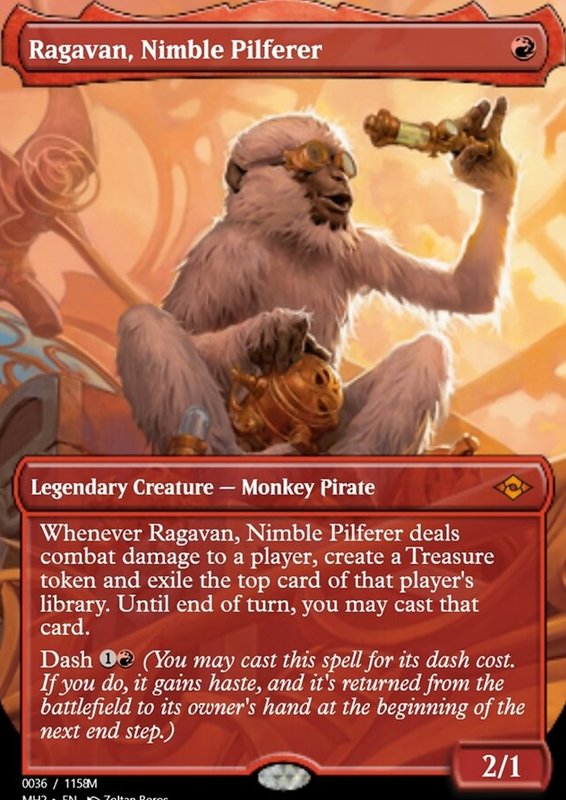 Ragavan, Nimble Pilferer
Legendary Creature — Monkey Pirate
Whenever Ragavan, Nimble Pilferer deals
combat damage to a player, create a Treasure
token and exile the top card of that player's
library. Until end of turn, you may cast that
card.
Dash 1 (You may cast this spell for its dash cost.
If you do, it gains haste, and it's returned from the
battlefield to its owner's hand at the beginning of the
next end step.)
2/1
0036 / 1158M
MH2 • EN Zoltan Boros